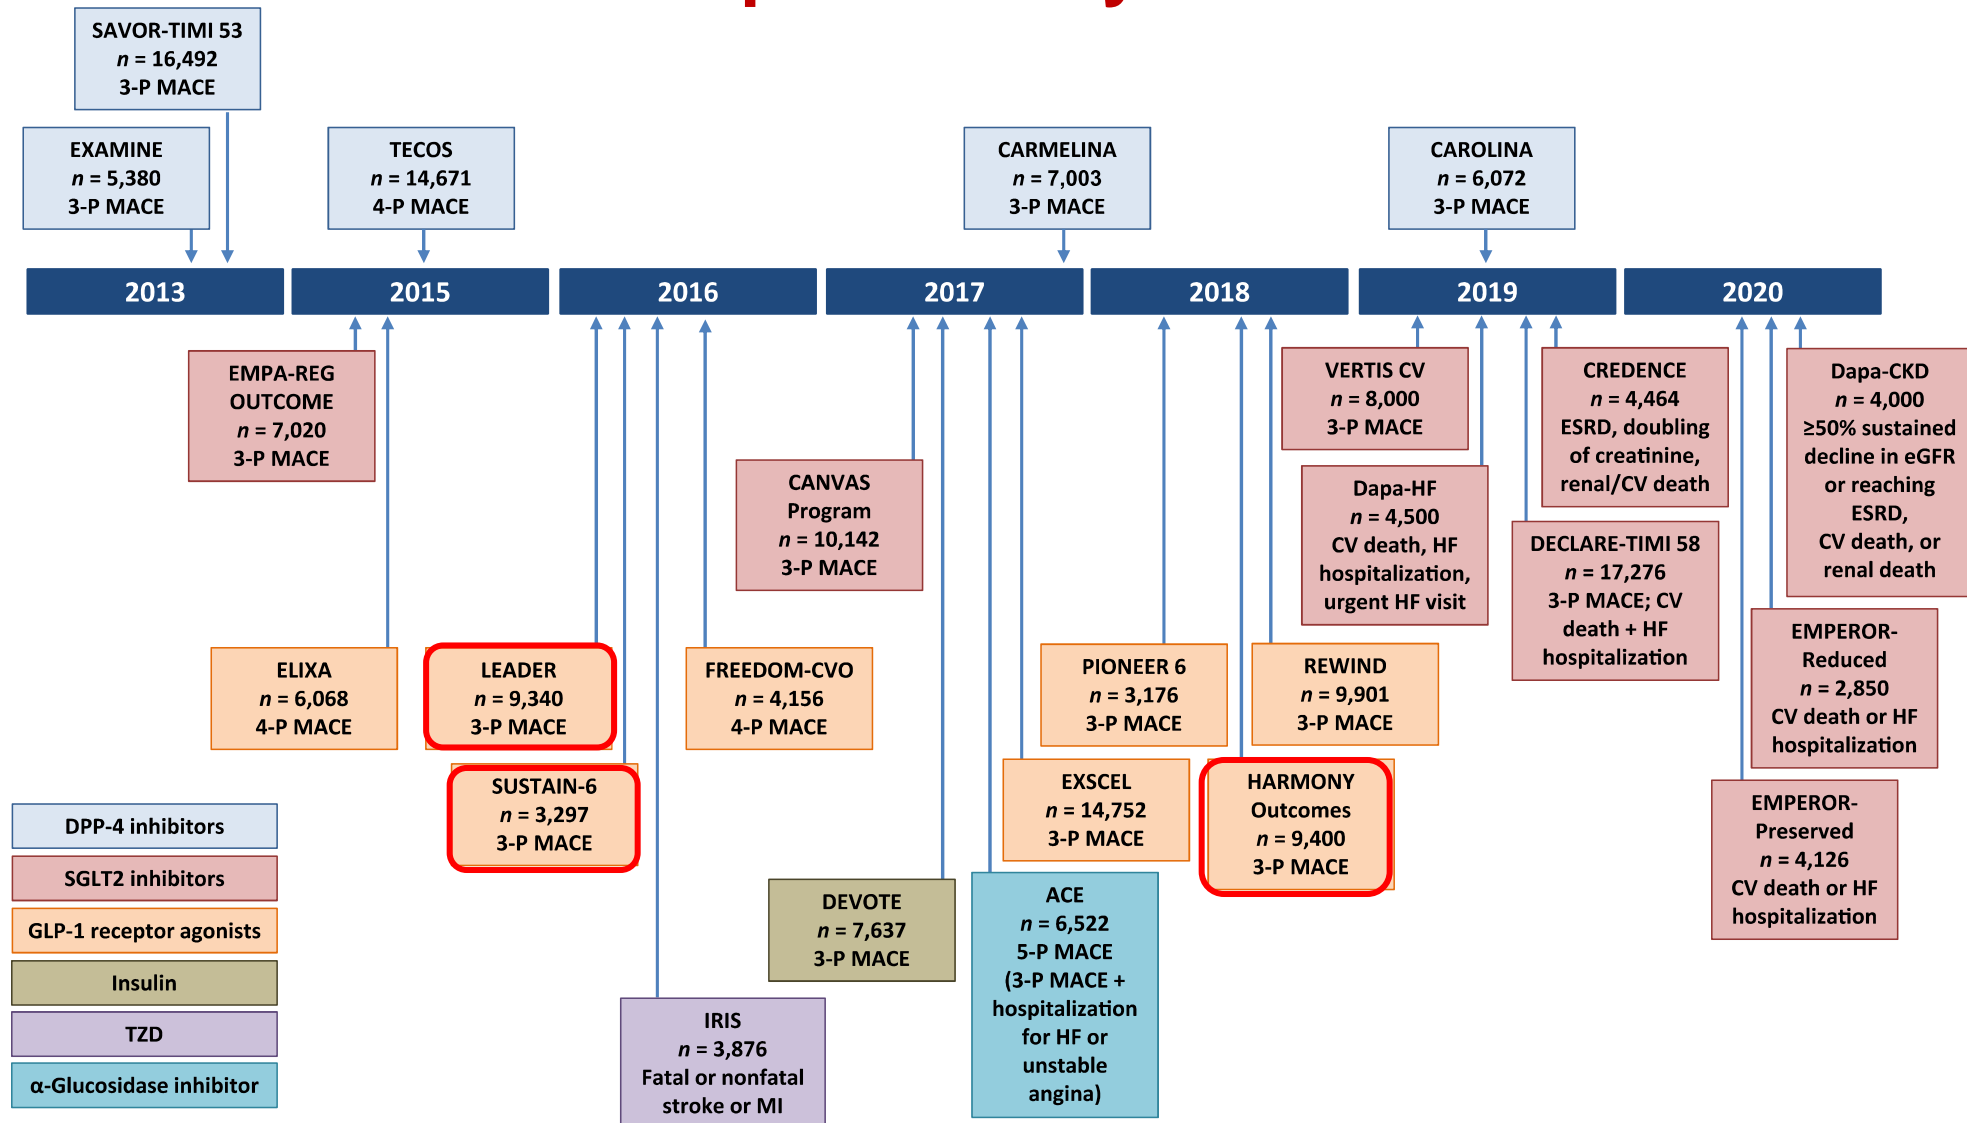 SAVOR-TIMI 53
n = 16,492
3-P MACE
EXAMINE
n = 5,380
3-P MACE
TECOS
n = 14,671
4-P MACE
CARMELINA
n = 7,003
3-P MACE
CAROLINA
n = 6,072
3-P MACE
2013
2015
2016
2017
2018
2019
2020
EMPA-REG
OUTCOME
n = 7,020
3-P MACE
CANVAS
Program
n = 10,142
3-P MACE
VERTIS CV
n = 8,000
3-P MACE
Dapa-HF
n = 4,500
CV death, HF
hospitalization,
urgent HF visit
CREDENCE
n = 4,464
ESRD, doubling
of creatinine,
renal/CV death
DECLARE-TIMI 58
n = 17,276
3-P MACE; CV
death + HF
hospitalization
Dapa-CKD
n = 4,000
≥50% sustained
decline in eGFR
or reaching
ESRD,
CV death, or
renal death
EMPEROR-
Reduced
n = 2,850
CV death or HF
hospitalization
EMPEROR-
Preserved
n = 4,126
CV death or HF
hospitalization
ELIXA
n = 6,068
4-P MACE
LEADER
n = 9,340
3-P MACE
SUSTAIN-6
n = 3,297
3-P MACE
FREEDOM-CVO
n = 4,156
4-P MACE
PIONEER 6
n = 3,176
3-P MACE
REWIND
n = 9,901
3-P MACE
EXSCEL
n = 14,752
3-P MACE
HARMONY
Outcomes
n = 9,400
3-P MACE
DEVOTE
n = 7,637
3-P MACE
ACE
n = 6,522
5-P MACE
(3-P MACE +
hospitalization
for HF or
unstable
angina)
IRIS
n = 3,876
Fatal or nonfatal
stroke or MI
DPP-4 inhibitors
SGLT2 inhibitors
GLP-1 receptor agonists
Insulin
TZD
α-Glucosidase inhibitor